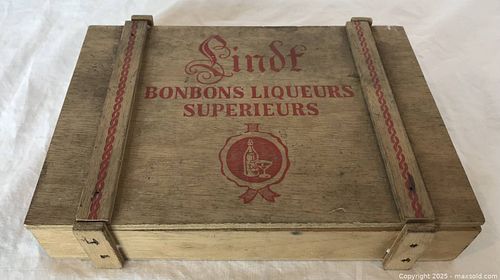 Lindt
BONBONS LIQUEURS
SUPERIEURS
Copyright 2025 - maxsold.com